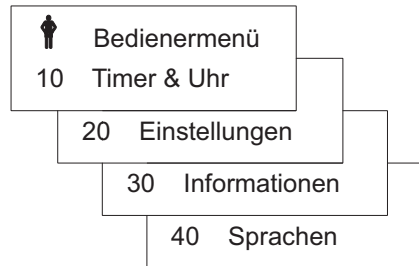 Bedienermenü
10 Timer & Uhr
20 Einstellungen
30 Informationen
40 Sprachen